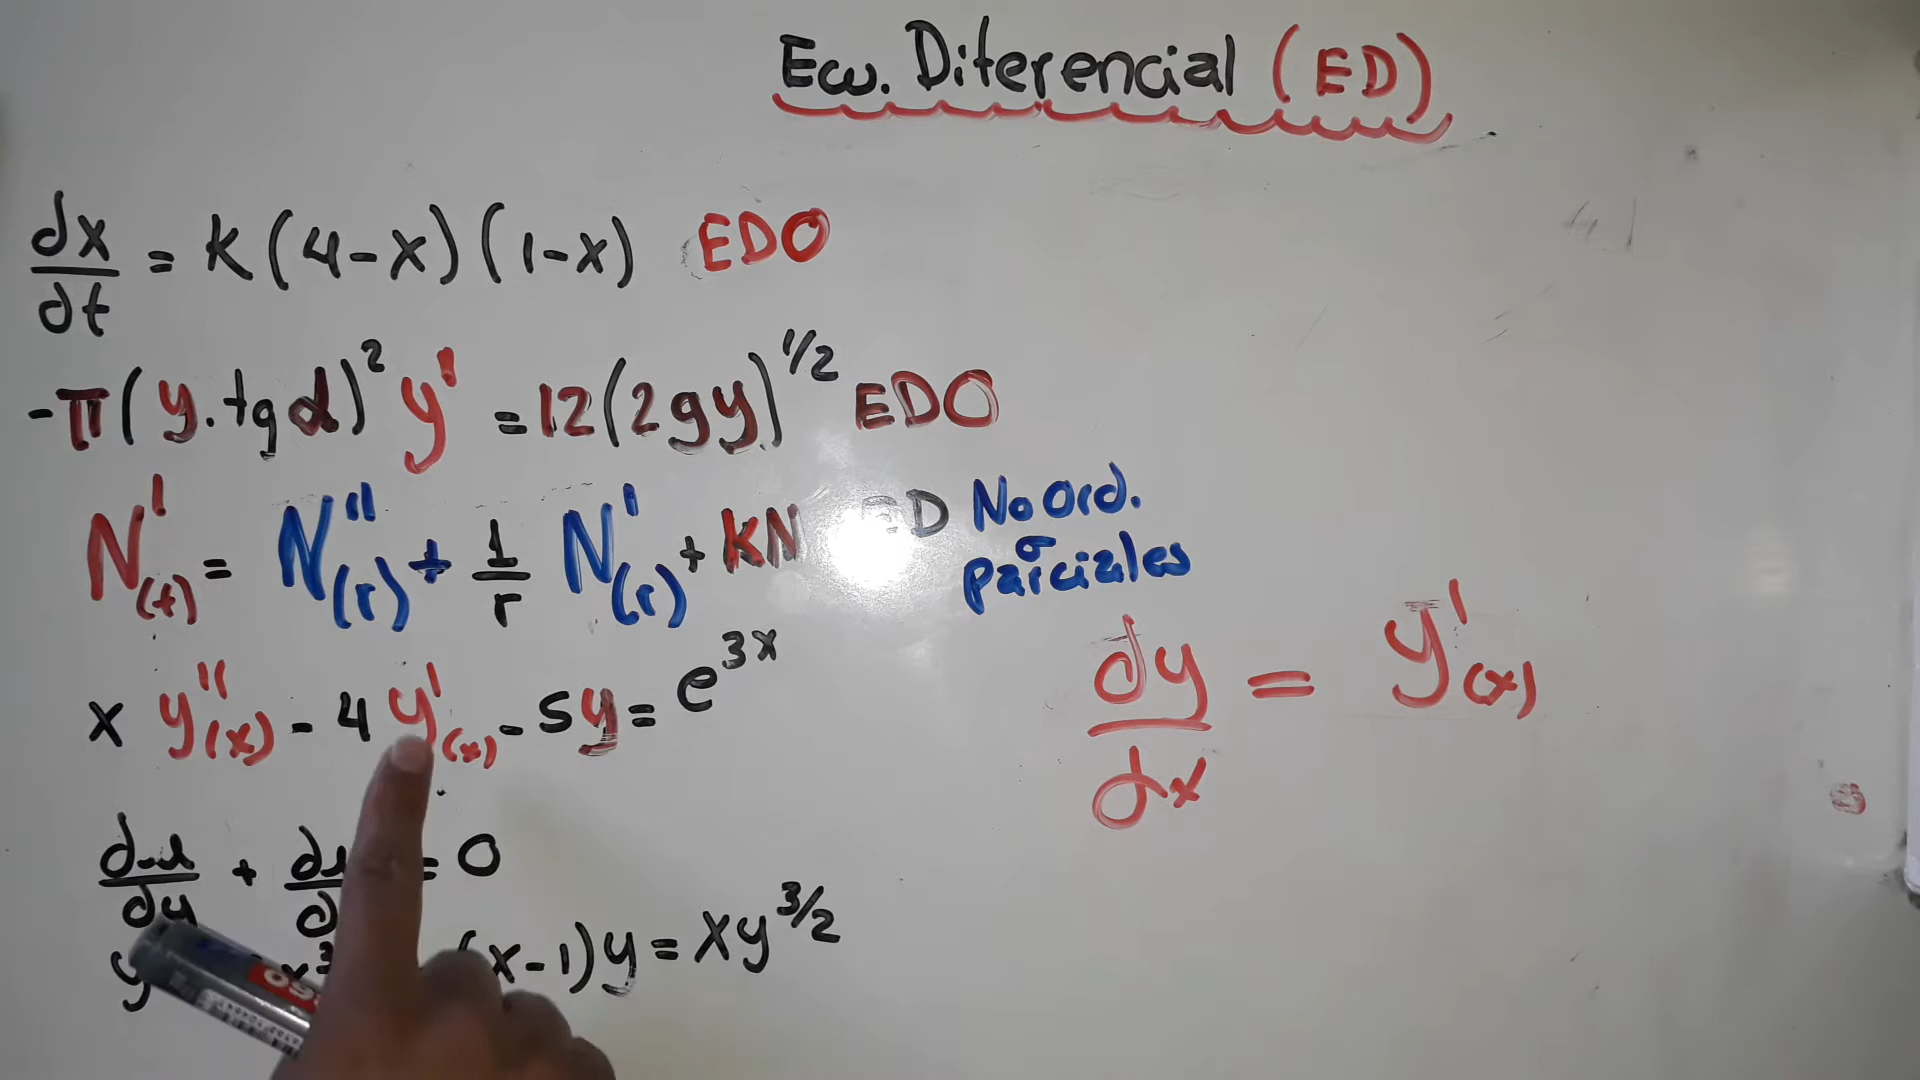 Ecu. Diferencial (ED)
dx/dt = K(4-x)(1-x) EDO
-π(y.tgα)² y' = 12(2gy)^1/2 EDO
N'(t) = N''(r) + 1/r N'(r) + KN ED No Ord. o parciales
x y''(x) - 4 y'(x) - 5y = e^3x
dy/dx = y'(x)
+ = 0
(x-1)y = xy^3/2